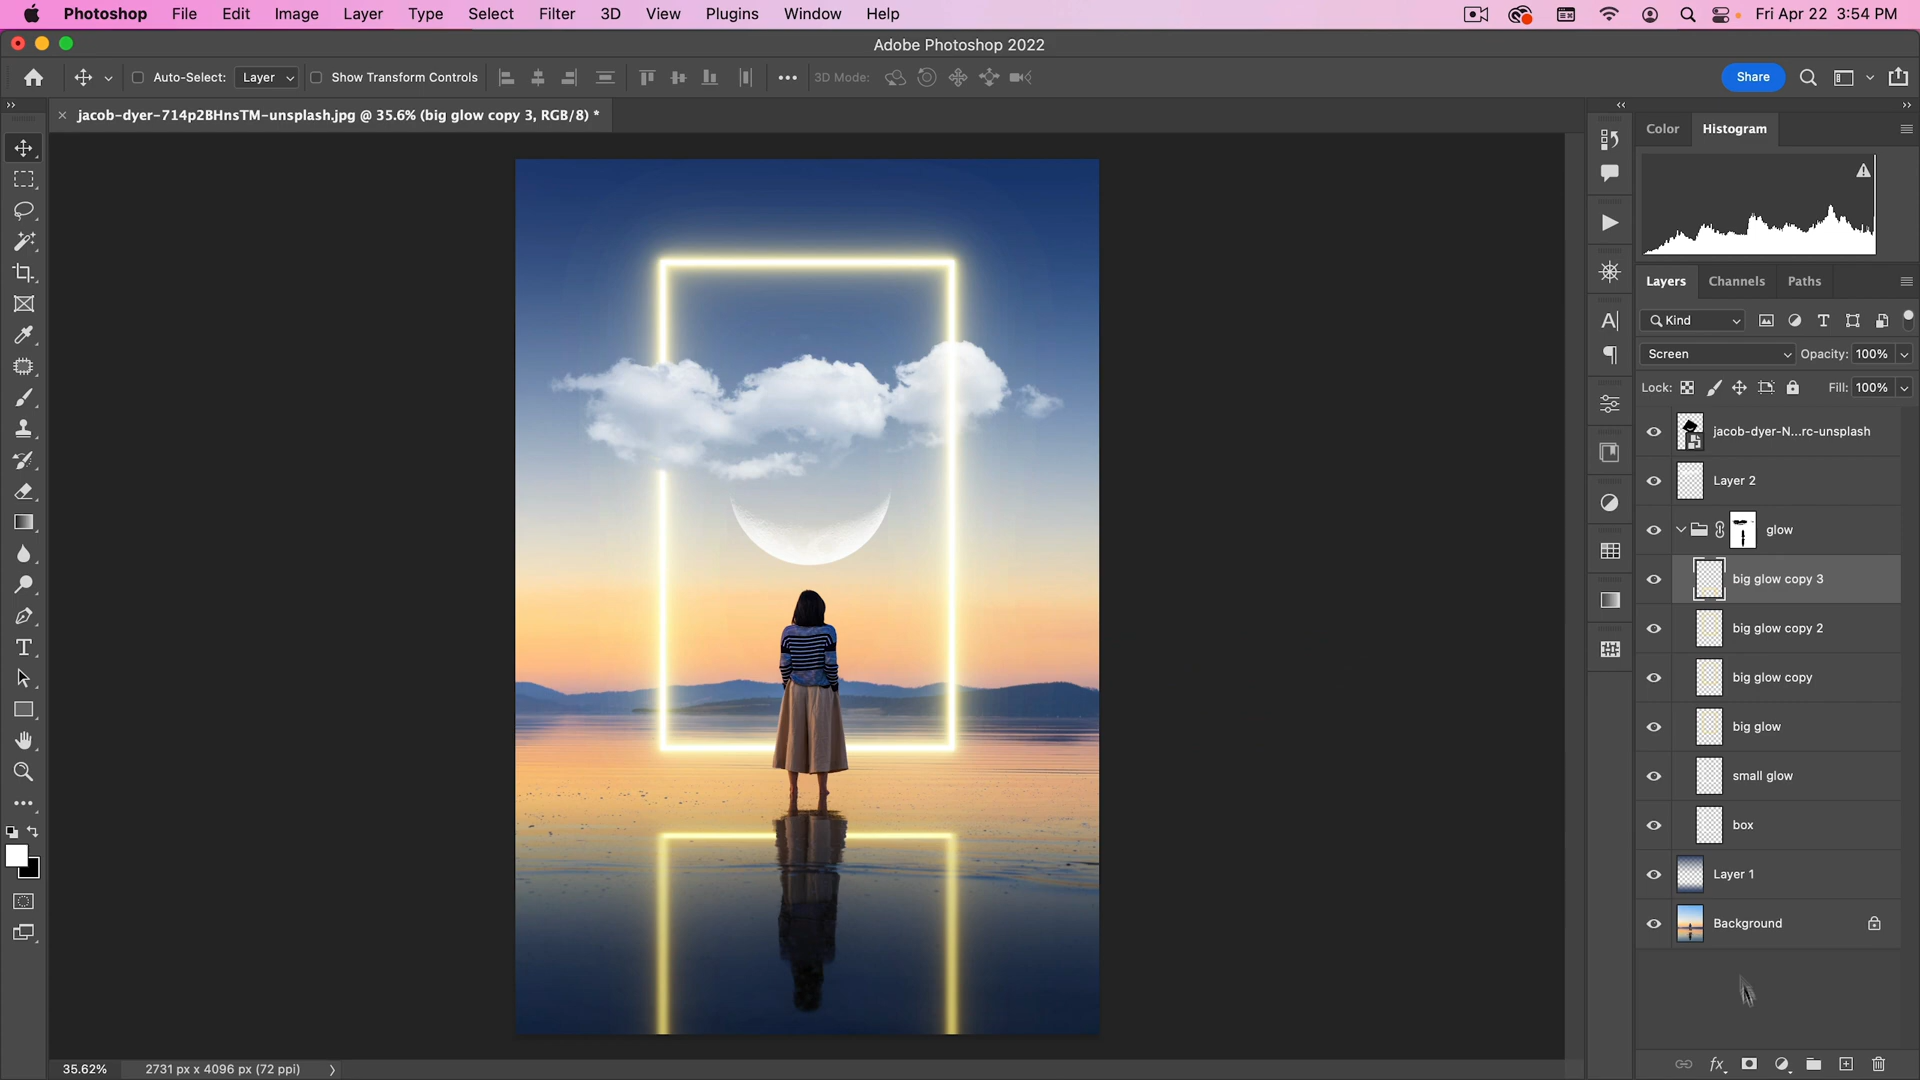 Photoshop File Edit Image Layer Type Select Filter 3D View Plugins Window Help Fri Apr 22 3:54 PM
Adobe Photoshop 2022
Auto-Select: Layer Show Transform Controls 3D Mode: Share
jacob-dyer-714p2BHnsTM-unsplash.jpg @ 35.6% (big glow copy 3, RGB/8) *
Color Histogram
Layers Channels Paths
Kind
Screen Opacity: 100%
Lock: Fill: 100%
jacob-dyer-N...rc-unsplash
Layer 2
glow
big glow copy 3
big glow copy 2
big glow copy
big glow
small glow
box
Layer 1
Background
35.62% 2731 px x 4096 px (72 ppi)